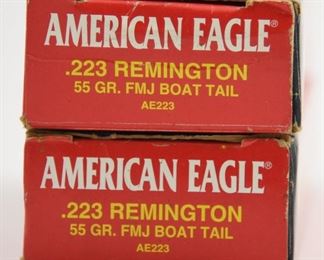 AMERICAN EAGLE®
.223 REMINGTON
55 GR. FMJ BOAT TAIL
AE223
AMERICAN EAGLE®
.223 REMINGTON
55 GR. FMJ BOAT TAIL
AE223